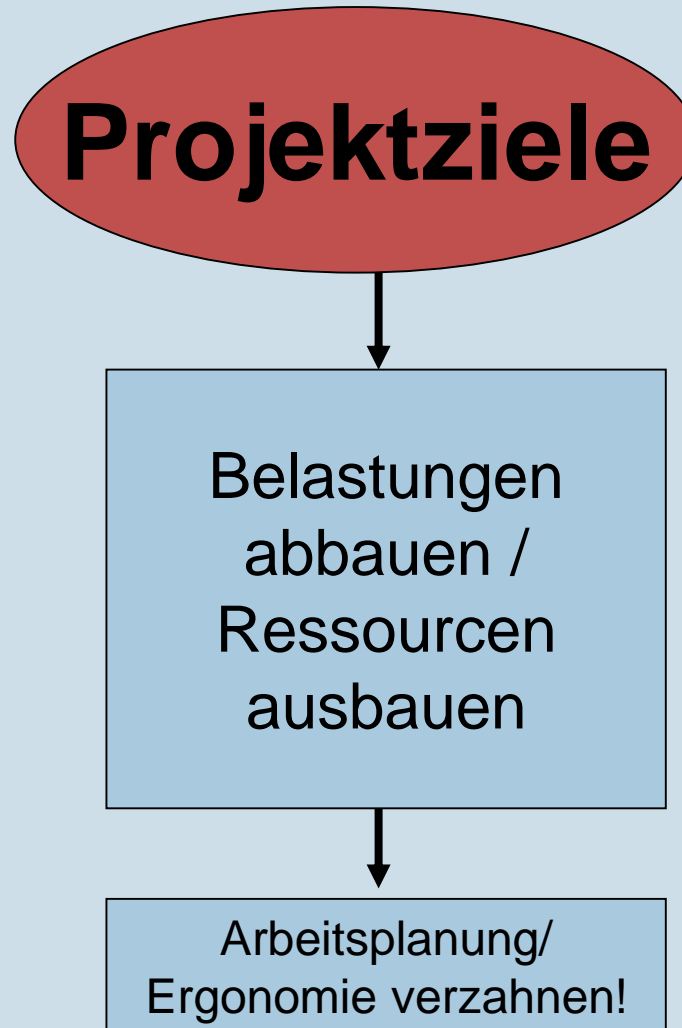 Projektziele
Belastungen
abbauen /
Ressourcen
ausbauen
Arbeitsplanung/
Ergonomie verzahnen!